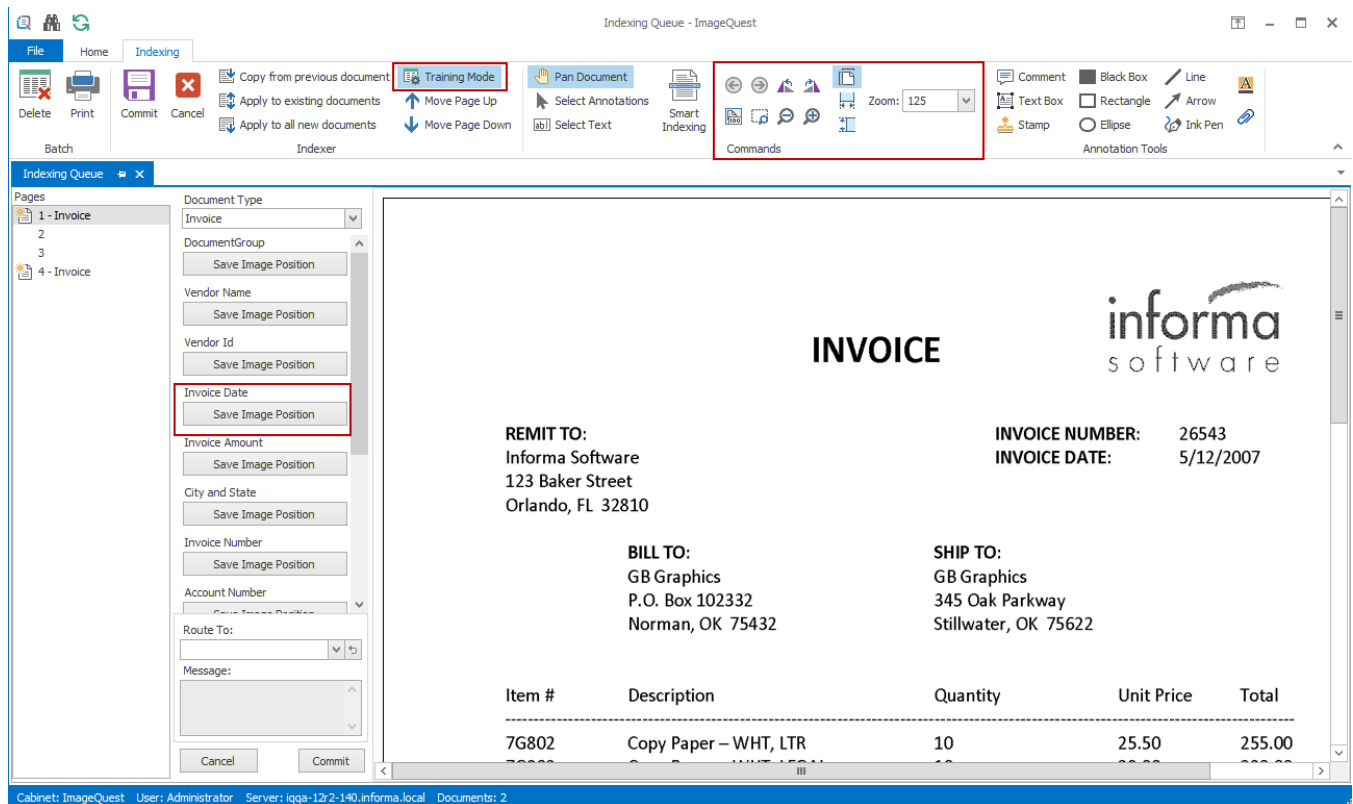 Indexing Queue - ImageQuest
File Home Indexing
Delete Print Commit Cancel
Copy from previous document
Apply to existing documents
Apply to all new documents
Training Mode
Move Page Up
Move Page Down
Pan Document
Select Annotations
Select Text
Smart
Indexing
Zoom: 125
Comment Black Box Line
Text Box Rectangle Arrow
Stamp Ellipse Ink Pen
Batch Indexer Commands Annotation Tools
Indexing Queue
Pages
1 - Invoice
2
3
4 - Invoice
Document Type
Invoice
DocumentGroup
Save Image Position
Vendor Name
Save Image Position
Vendor Id
Save Image Position
Invoice Date
Save Image Position
Invoice Amount
Save Image Position
City and State
Save Image Position
Invoice Number
Save Image Position
Account Number
Route To:
Message:
Cancel Commit
informa
software
INVOICE
REMIT TO:
Informa Software
123 Baker Street
Orlando, FL 32810
INVOICE NUMBER: 26543
INVOICE DATE: 5/12/2007
BILL TO:
GB Graphics
P.O. Box 102332
Norman, OK 75432
SHIP TO:
GB Graphics
345 Oak Parkway
Stillwater, OK 75622
Item # Description Quantity Unit Price Total
7G802 Copy Paper – WHT, LTR 10 25.50 255.00
Cabinet: ImageQuest User: Administrator Server: iqqa-12r2-140.informa.local Documents: 2